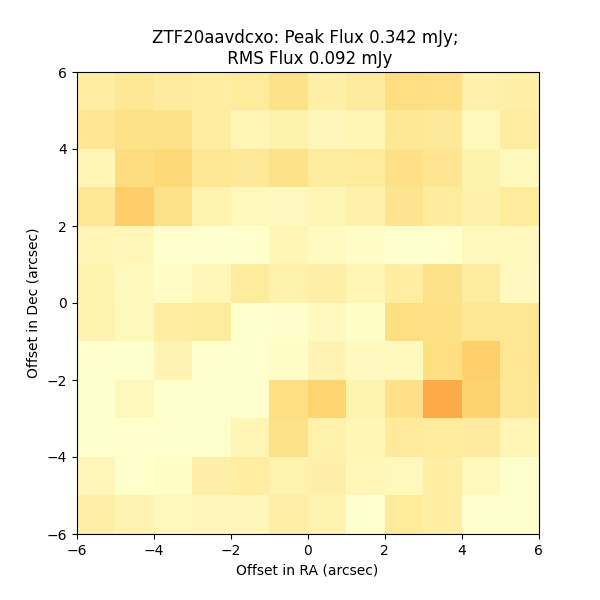 ZTF20aavdcxo: Peak Flux 0.342 mJy;
RMS Flux 0.092 mJy
6
4
2
0
−2
−4
−6
Offset in Dec (arcsec)
−6 −4 −2 0 2 4 6
Offset in RA (arcsec)